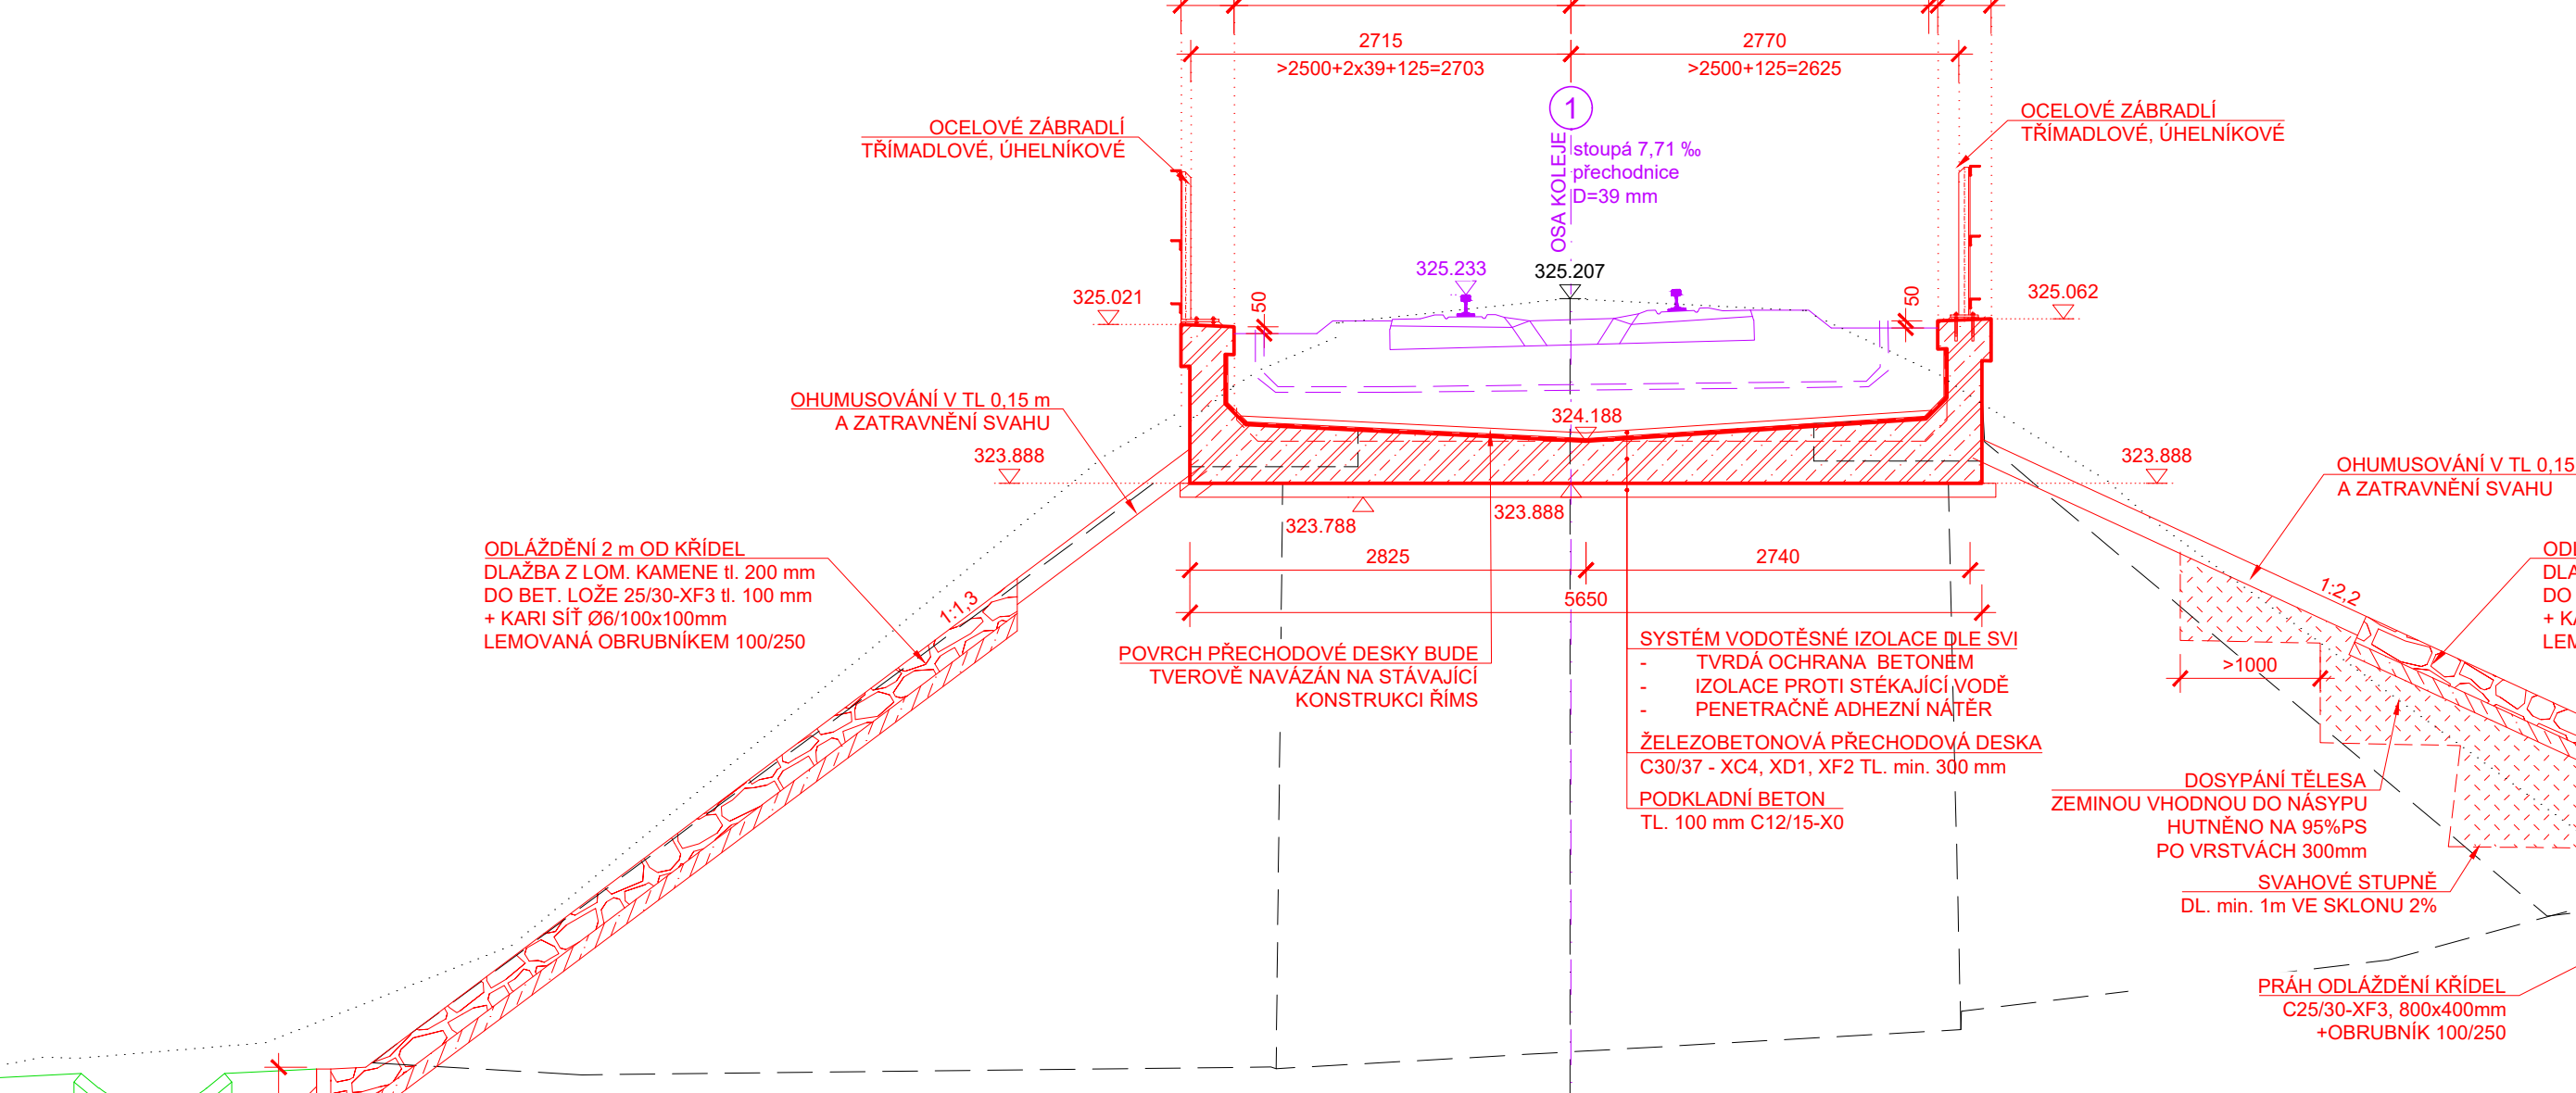 2715
>2500+2x39+125=2703
2770
>2500+125=2625
1
OSA KOLEJE
stoupá 7,71 ‰
přechodnice
D=39 mm
OCELOVÉ ZÁBRADLÍ
TŘÍMADLOVÉ, ÚHELNÍKOVÉ
OCELOVÉ ZÁBRADLÍ
TŘÍMADLOVÉ, ÚHELNÍKOVÉ
325.233
325.207
325.021
50
50
325.062
OHUMUSOVÁNÍ V TL 0,15 m
A ZATRAVNĚNÍ SVAHU
324.188
323.888
323.888
OHUMUSOVÁNÍ V TL 0,15
A ZATRAVNĚNÍ SVAHU
323.788
323.888
ODLÁŽDĚNÍ 2 m OD KŘÍDEL
DLAŽBA Z LOM. KAMENE tl. 200 mm
DO BET. LOŽE 25/30-XF3 tl. 100 mm
+ KARI SÍŤ Ø6/100x100mm
LEMOVANÁ OBRUBNÍKEM 100/250
1:1,3
2825
2740
5650
1:2,2
DO
>1000
POVRCH PŘECHODOVÉ DESKY BUDE
TVEROVĚ NAVÁZÁN NA STÁVAJÍCÍ
KONSTRUKCI ŘÍMS
SYSTÉM VODOTĚSNÉ IZOLACE DLE SVI
- TVRDÁ OCHRANA BETONEM
- IZOLACE PROTI STÉKAJÍCÍ VODĚ
- PENETRAČNĚ ADHEZNÍ NÁTĚR
ŽELEZOBETONOVÁ PŘECHODOVÁ DESKA
C30/37 - XC4, XD1, XF2 TL. min. 300 mm
PODKLADNÍ BETON
TL. 100 mm C12/15-X0
DOSYPÁNÍ TĚLESA
ZEMINOU VHODNOU DO NÁSYPU
HUTNĚNO NA 95%PS
PO VRSTVÁCH 300mm
SVAHOVÉ STUPNĚ
DL. min. 1m VE SKLONU 2%
PRÁH ODLÁŽDĚNÍ KŘÍDEL
C25/30-XF3, 800x400mm
+OBRUBNÍK 100/250